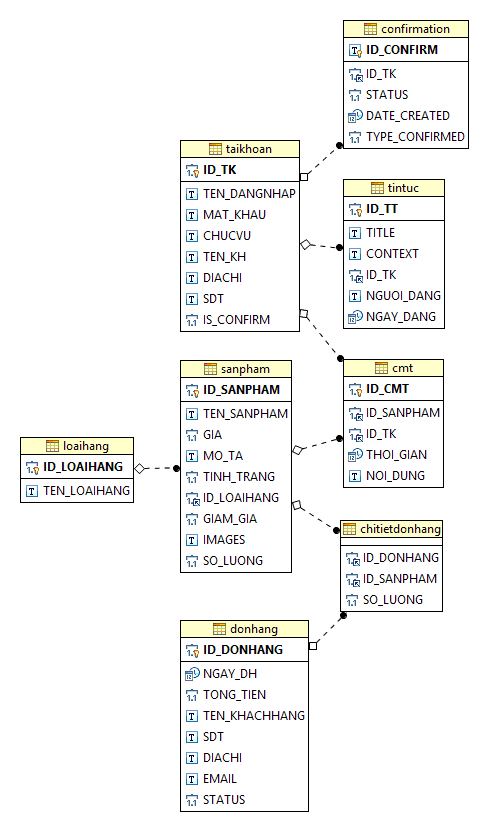 confirmation
ID_CONFIRM
ID_TK
STATUS
DATE_CREATED
TYPE_CONFIRMED
taikhoan
ID_TK
TEN_DANGNHAP
MAT_KHAU
CHUCVU
TEN_KH
DIACHI
SDT
IS_CONFIRM
tintuc
ID_TT
TITLE
CONTEXT
ID_TK
NGUOI_DANG
NGAY_DANG
cmt
ID_CMT
ID_SANPHAM
ID_TK
THOI_GIAN
NOI_DUNG
sanpham
ID_SANPHAM
TEN_SANPHAM
GIA
MO_TA
TINH_TRANG
ID_LOAIHANG
GIAM_GIA
IMAGES
SO_LUONG
loaihang
ID_LOAIHANG
TEN_LOAIHANG
chitietdonhang
ID_DONHANG
ID_SANPHAM
SO_LUONG
donhang
ID_DONHANG
NGAY_DH
TONG_TIEN
TEN_KHACHHANG
SDT
DIACHI
EMAIL
STATUS